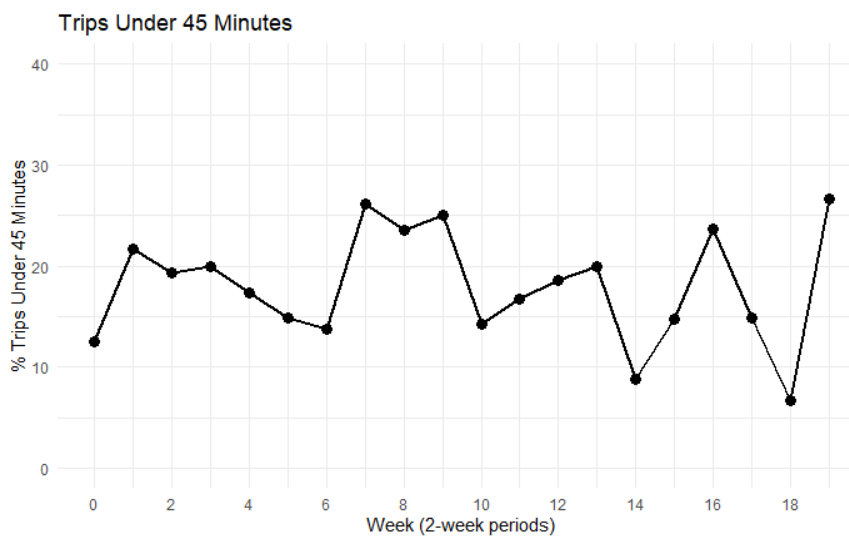 Trips Under 45 Minutes
% Trips Under 45 Minutes
40
30
20
10
0
0 2 4 6 8 10 12 14 16 18
Week (2-week periods)